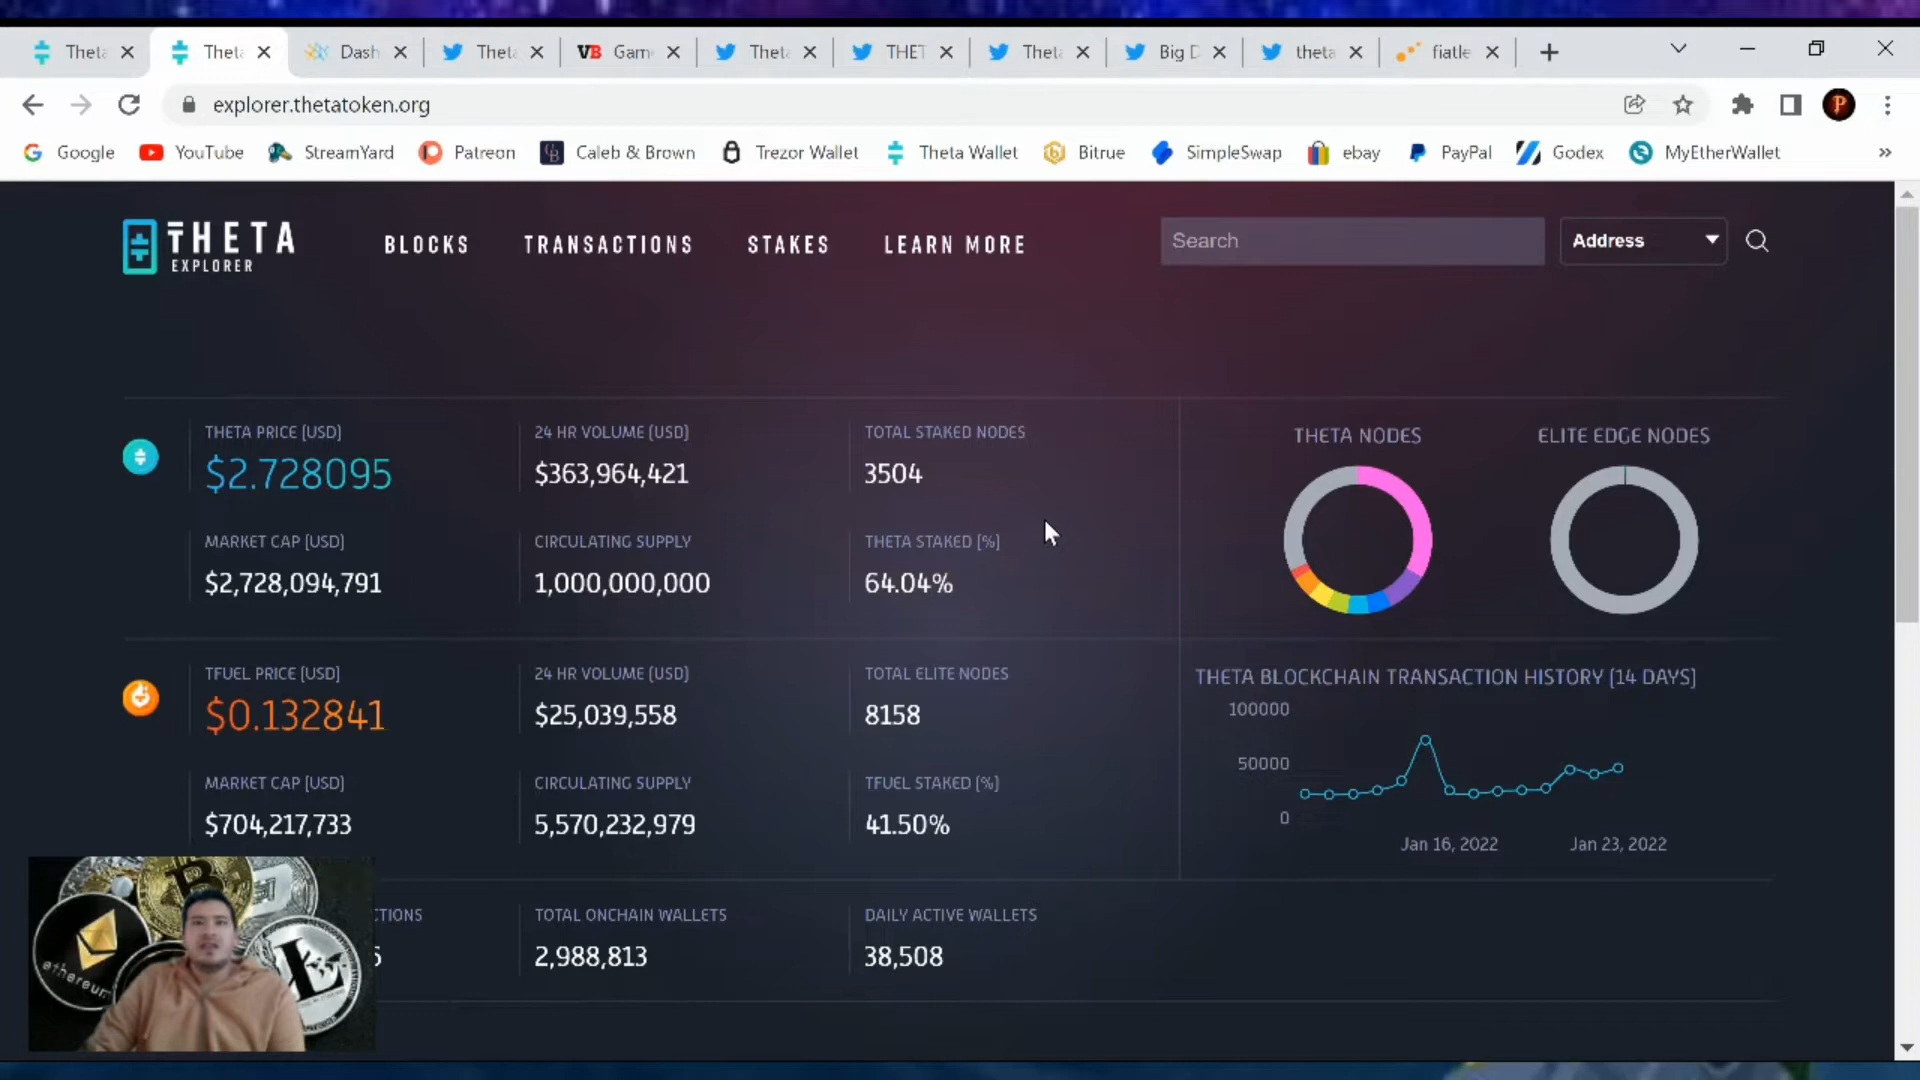 Theta
Theta
Dash
Theta
VB Gam
Theta
THET
Theta
Big D
theta
fiatle
explorer.thetatoken.org
P
G Google
YouTube
StreamYard
Patreon
CB Caleb & Brown
Trezor Wallet
Theta Wallet
Bitrue
SimpleSwap
ebay
PayPal
Godex
MyEtherWallet
»
THETA
EXPLORER
BLOCKS
TRANSACTIONS
STAKES
LEARN MORE
Search
Address
THETA PRICE (USD)
$2.728095
24 HR VOLUME (USD)
$363,964,421
TOTAL STAKED NODES
3504
MARKET CAP (USD)
$2,728,094,791
CIRCULATING SUPPLY
1,000,000,000
THETA STAKED (%)
64.04%
THETA NODES
ELITE EDGE NODES
TFUEL PRICE (USD)
$0.132841
24 HR VOLUME (USD)
$25,039,558
TOTAL ELITE NODES
8158
MARKET CAP (USD)
$704,217,733
CIRCULATING SUPPLY
5,570,232,979
TFUEL STAKED (%)
41.50%
THETA BLOCKCHAIN TRANSACTION HISTORY (14 DAYS)
100000
50000
0
Jan 16, 2022
Jan 23, 2022
TIONS
TOTAL ONCHAIN WALLETS
2,988,813
DAILY ACTIVE WALLETS
38,508
ethereum